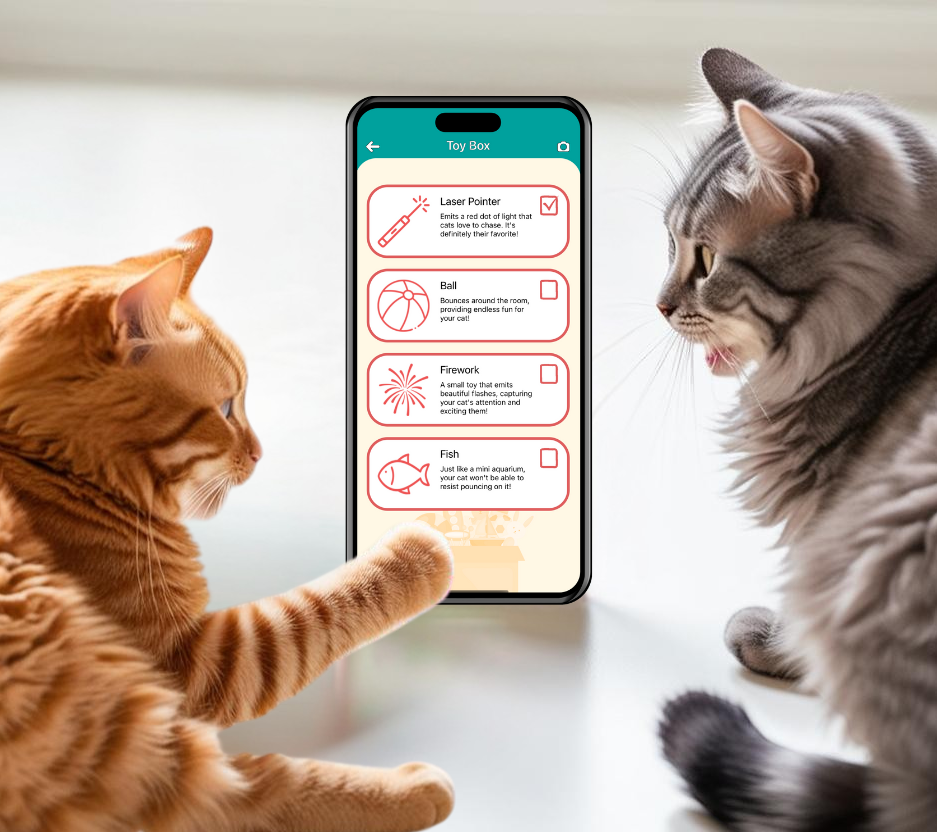 Toy Box
Laser Pointer
Emits a red dot of light that
cats love to chase. It's
definitely their favorite!
Ball
Bounces around the room,
providing endless fun for
your cat!
Firework
A small toy that emits
beautiful flashes, capturing
your cat's attention and
exciting them!
Fish
Just like a mini aquarium,
your cat won't be able to
resist pouncing on it!